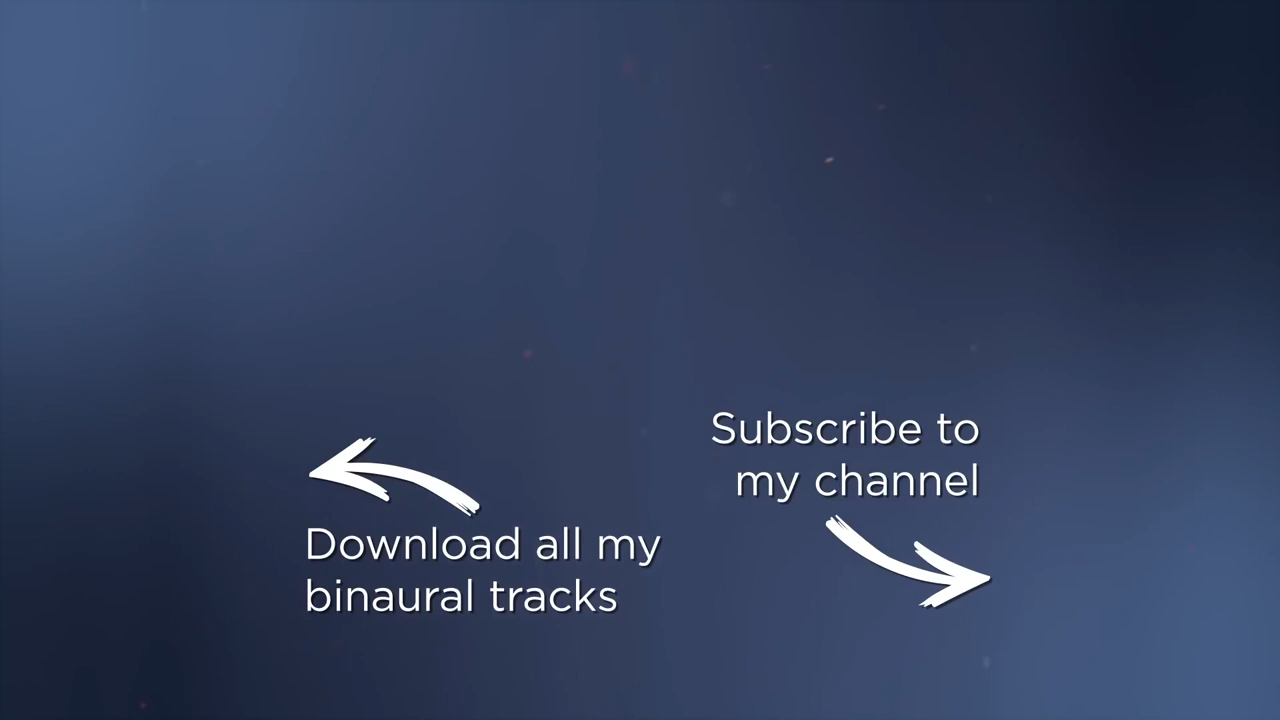 Subscribe to
my channel
Download all my
binaural tracks